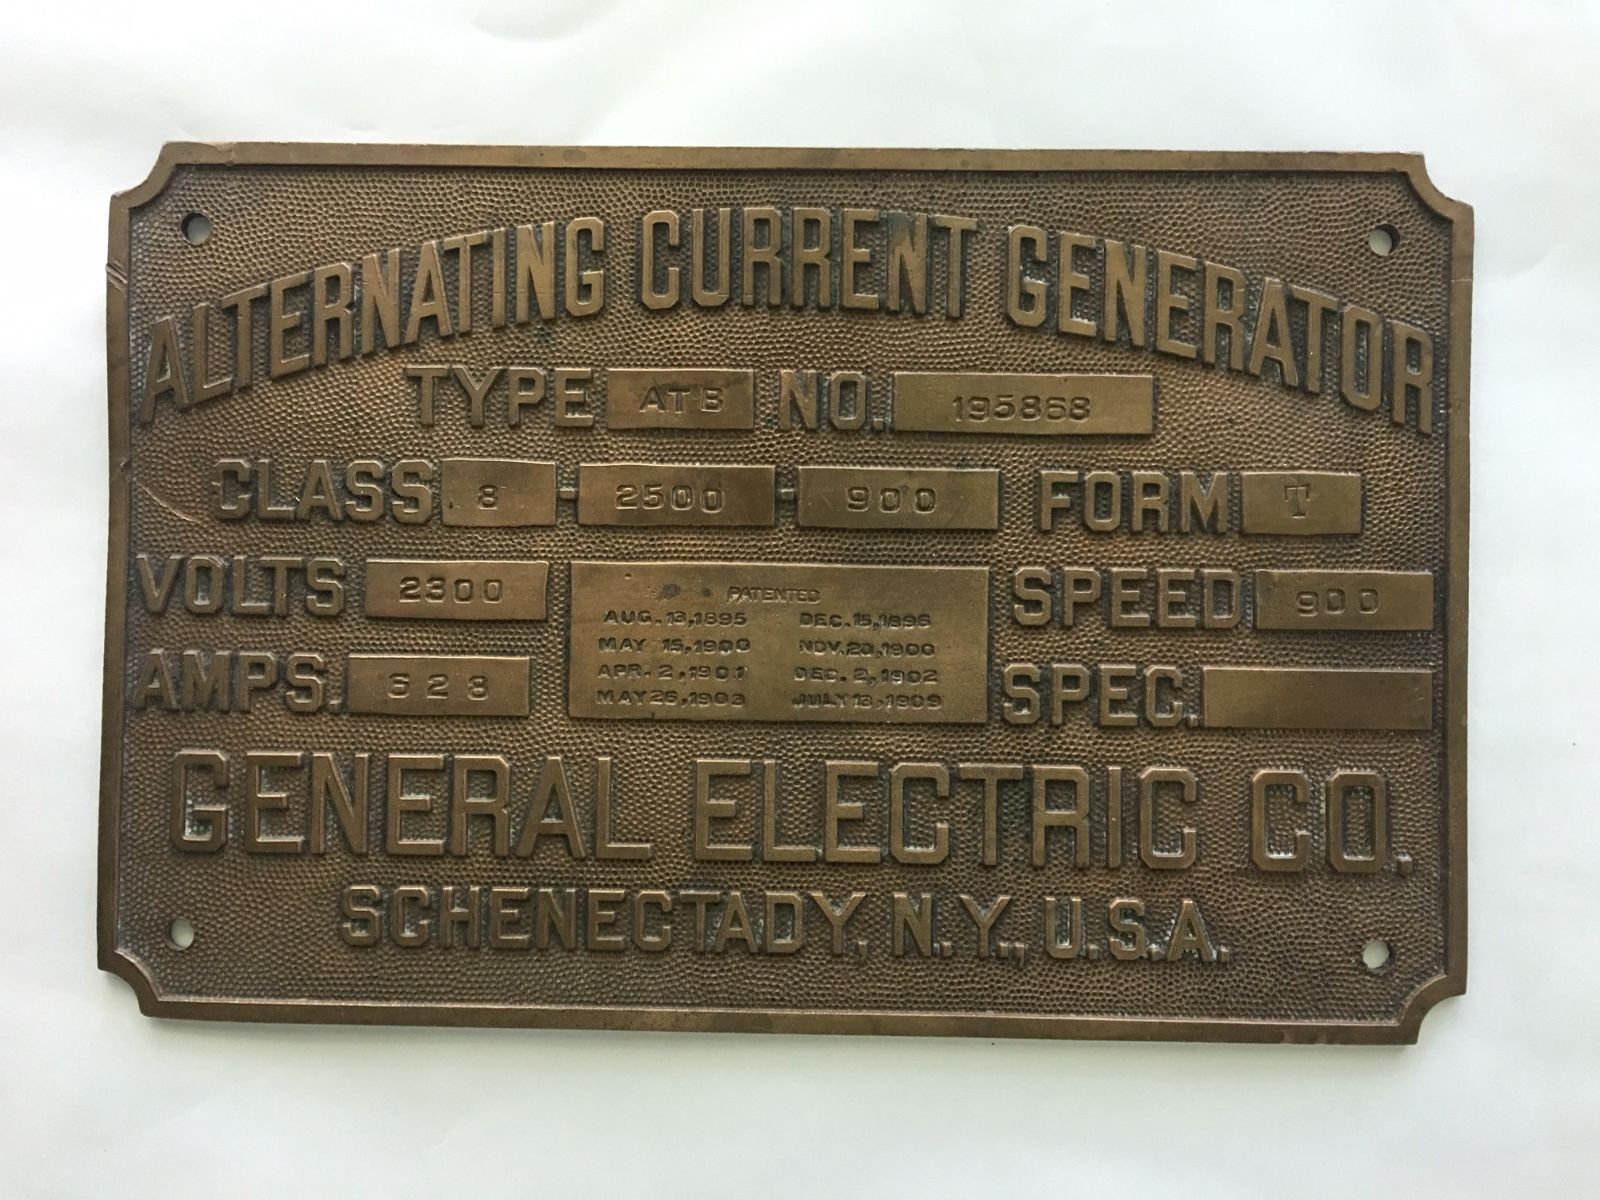 ALTERNATING CURRENT GENERATOR
TYPE ATB NO. 195868
CLASS 8 - 2500 - 900 FORM T
VOLTS 2300
AMPS. 628
PATENTED
AUG. 13, 1895 DEC. 15, 1896
MAY 15, 1900 NOV. 20, 1900
APR. 2, 1901 DEC. 2, 1902
MAY 26, 1903 JULY 13, 1909
SPEED 900
SPEC.
GENERAL ELECTRIC CO.
SCHENECTADY, N.Y., U.S.A.